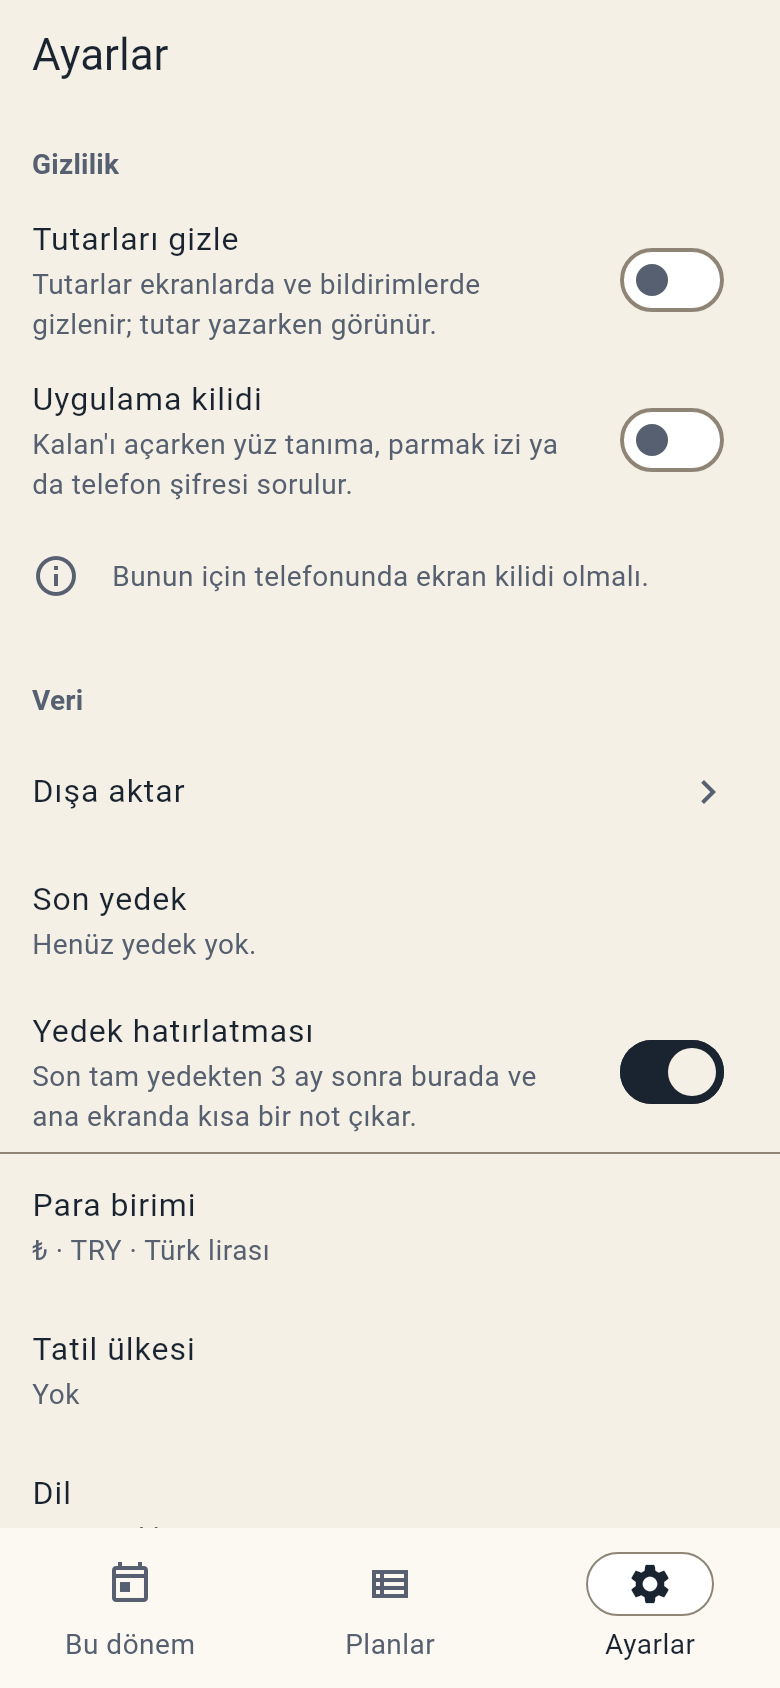 Ayarlar
Gizlilik
Tutarları gizle
Tutarlar ekranlarda ve bildirimlerde
gizlenir; tutar yazarken görünür.
Uygulama kilidi
Kalan'ı açarken yüz tanıma, parmak izi ya
da telefon şifresi sorulur.
Bunun için telefonunda ekran kilidi olmalı.
Veri
Dışa aktar
Son yedek
Henüz yedek yok.
Yedek hatırlatması
Son tam yedekten 3 ay sonra burada ve
ana ekranda kısa bir not çıkar.
Para birimi
₺ · TRY · Türk lirası
Tatil ülkesi
Yok
Dil
Bu dönem
Planlar
Ayarlar